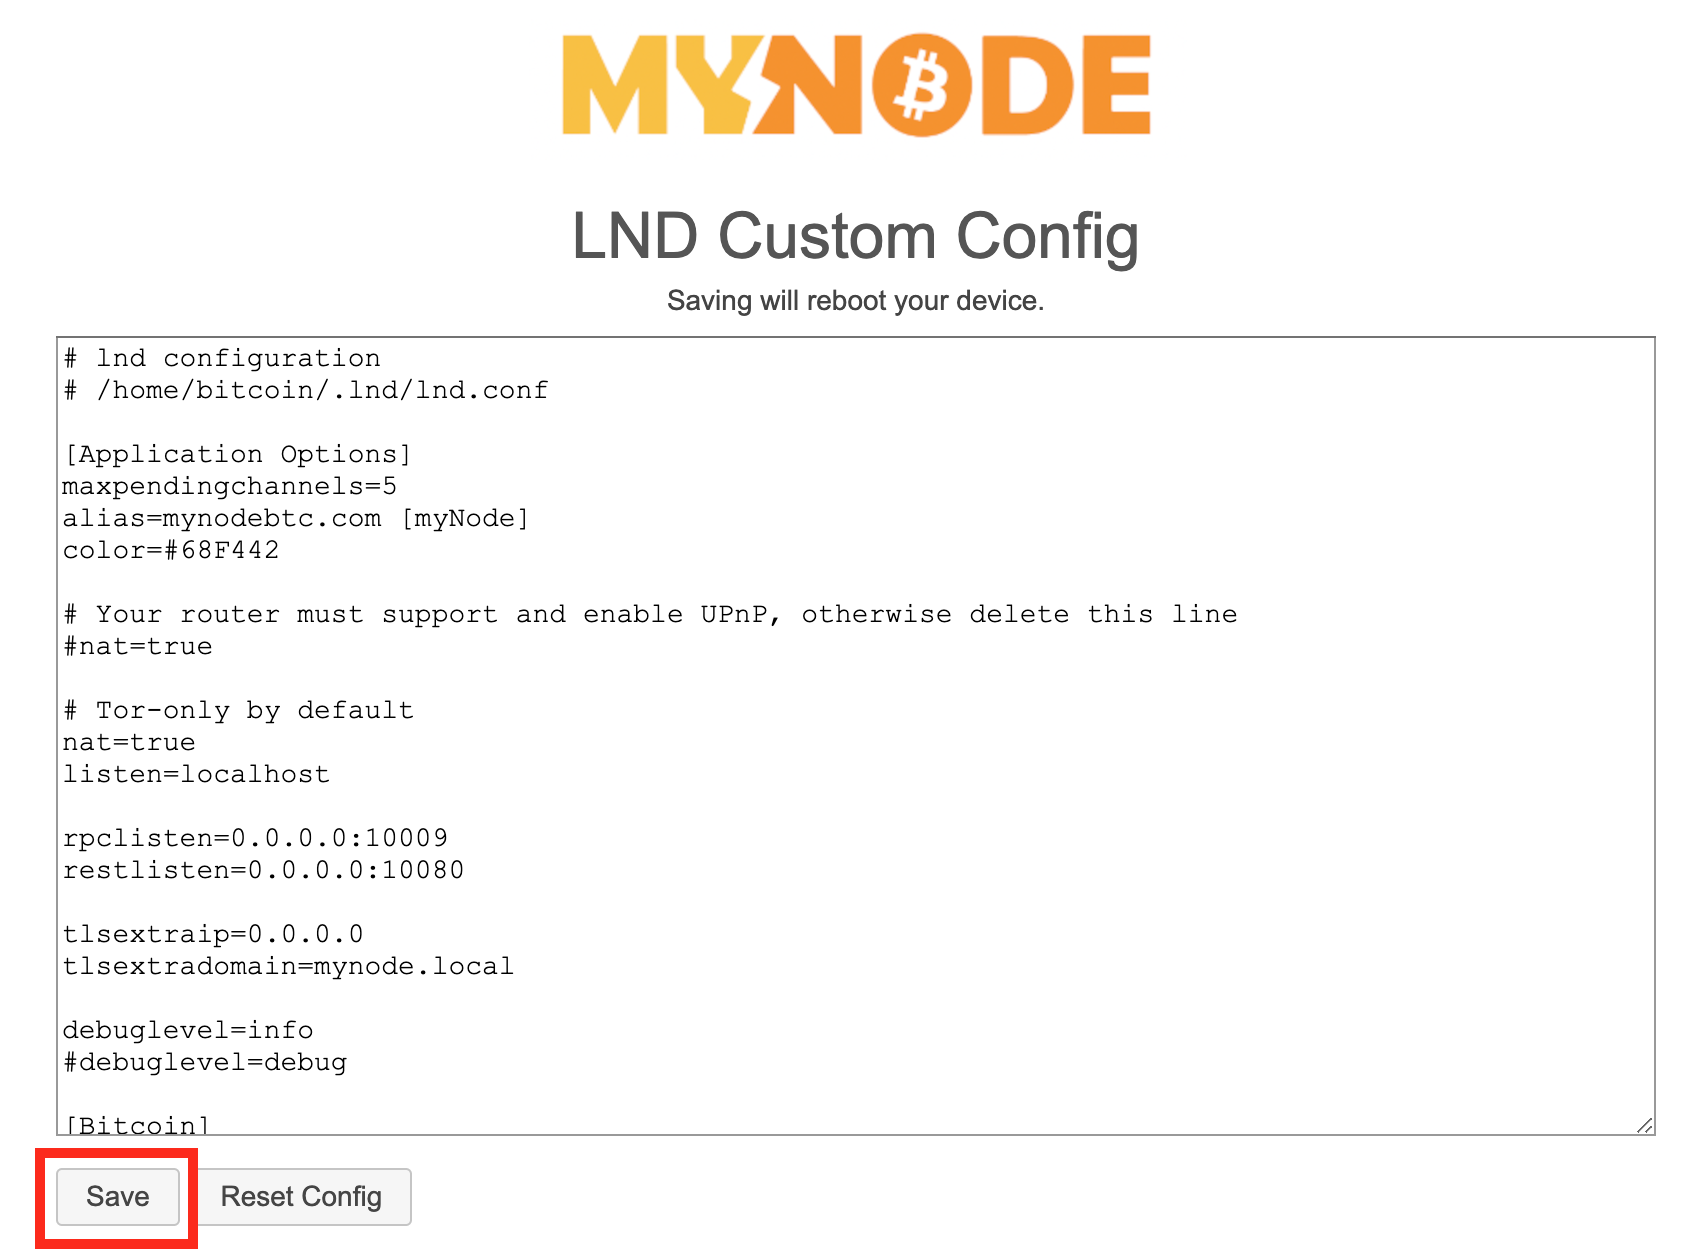 MYNODE
LND Custom Config
Saving will reboot your device.
# lnd configuration
# /home/bitcoin/.lnd/lnd.conf
[Application Options]
maxpendingchannels=5
alias=mynodebtc.com [myNode]
color=#68F442
# Your router must support and enable UPnP, otherwise delete this line
#nat=true
# Tor-only by default
nat=true
listen=localhost
rpclisten=0.0.0.0:10009
restlisten=0.0.0.0:10080
tlsextraip=0.0.0.0
tlsextradomain=mynode.local
debuglevel=info
#debuglevel=debug
[Bitcoin]
Save Reset Config